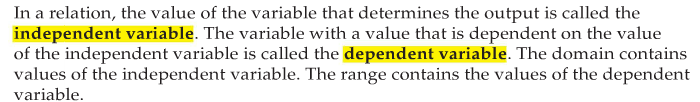 In a relation, the value of the variable that determines the output is called the
independent variable. The variable with a value that is dependent on the value
of the independent variable is called the dependent variable. The domain contains
values of the independent variable. The range contains the values of the dependent
variable.